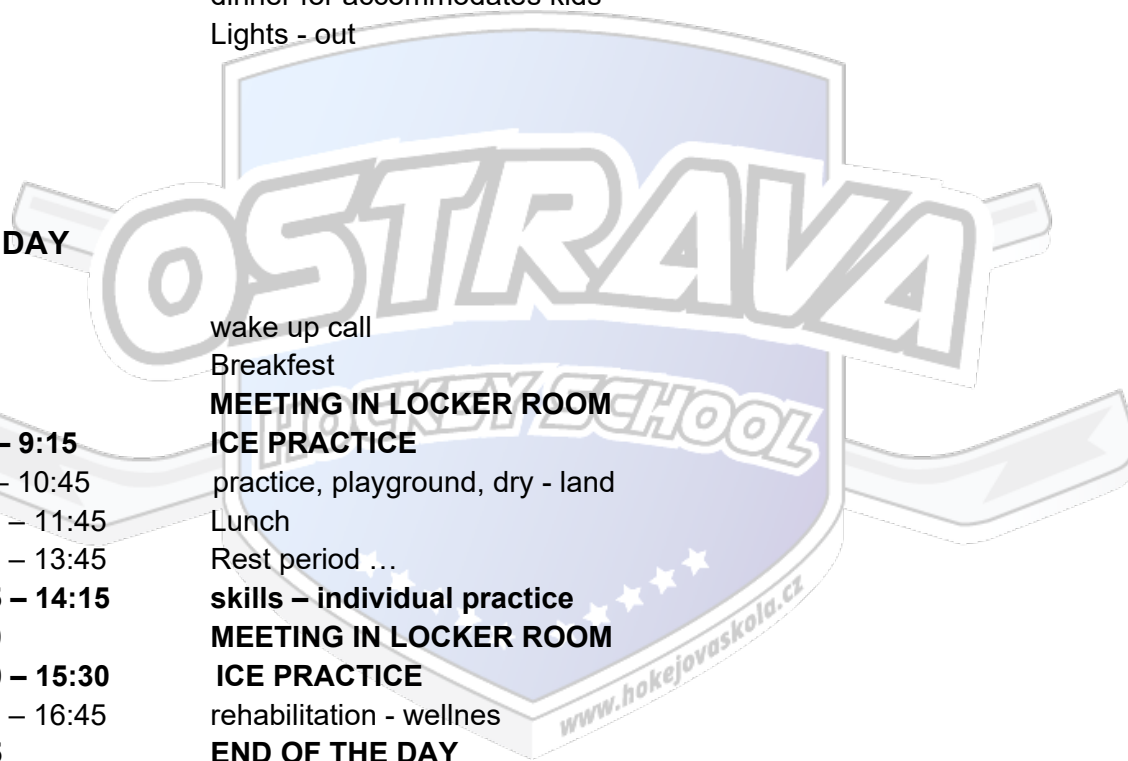 dinner for accommodates kids
Lights - out
DAY
wake up call
Breakfest
MEETING IN LOCKER ROOM
– 9:15 ICE PRACTICE
– 10:45 practice, playground, dry - land
– 11:45 Lunch
– 13:45 Rest period …
– 14:15 skills – individual practice
MEETING IN LOCKER ROOM
– 15:30 ICE PRACTICE
– 16:45 rehabilitation - wellnes
END OF THE DAY
OSTRAVA
HOCKEY SCHOOL
www.hokejovaskola.cz